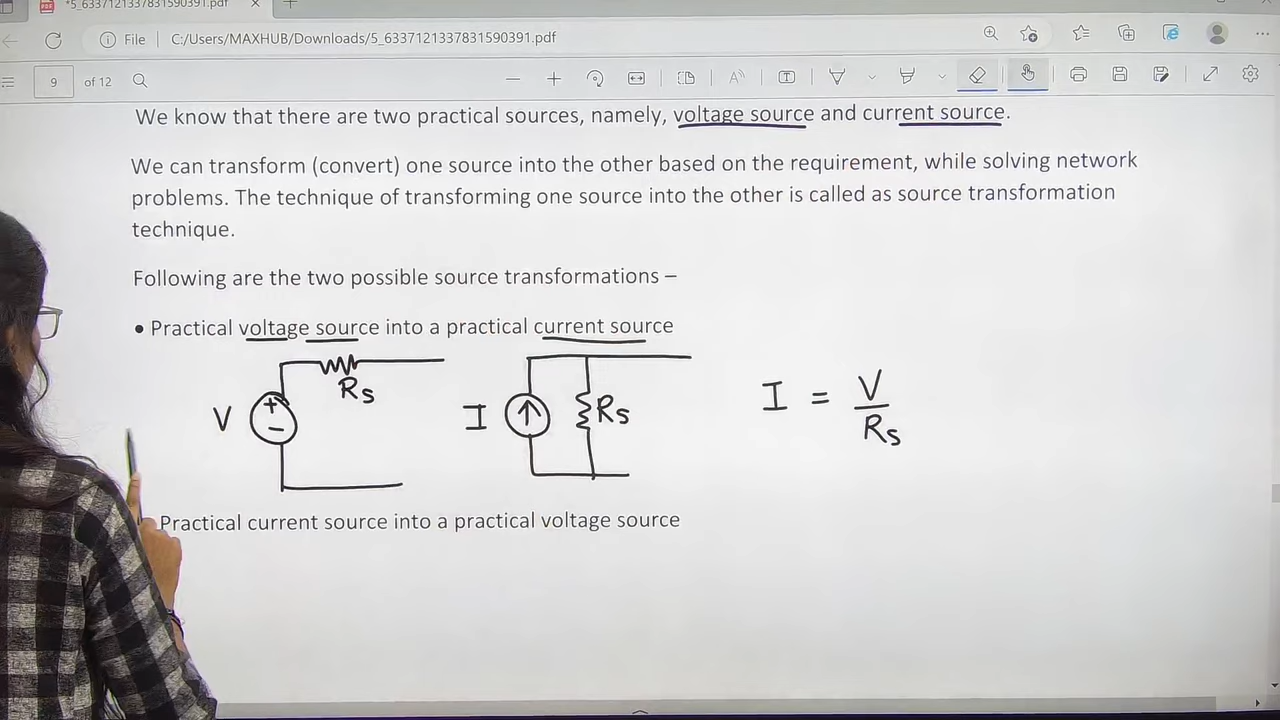 *5_6337121337831590391.pdf
File | C:/Users/MAXHUB/Downloads/5_6337121337831590391.pdf
9 of 12
We know that there are two practical sources, namely, voltage source and current source.
We can transform (convert) one source into the other based on the requirement, while solving network
problems. The technique of transforming one source into the other is called as source transformation
technique.
Following are the two possible source transformations –
• Practical voltage source into a practical current source
V + − Rs
I Rs
I = V/Rs
Practical current source into a practical voltage source